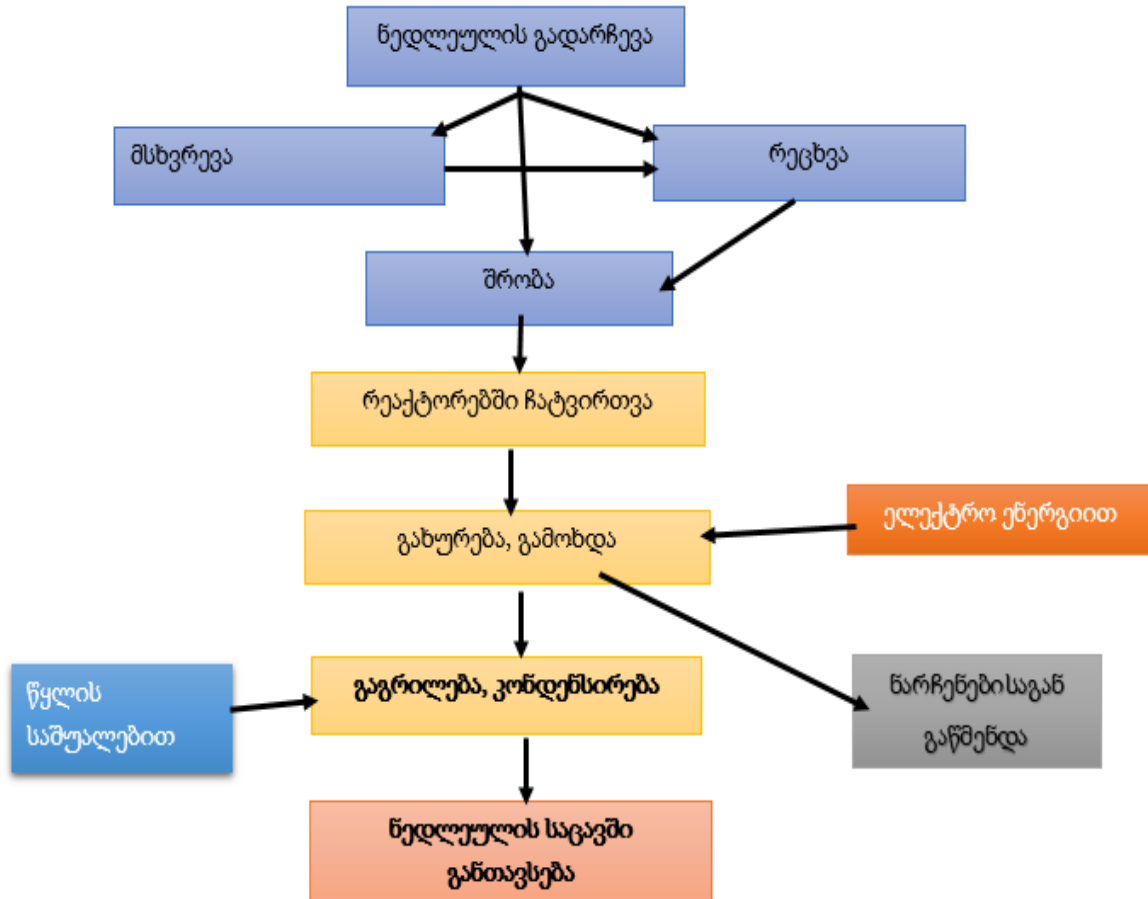 ნედლეულის გადარჩევა
მსხვრევა
რეცხვა
შრობა
რეაქტორებში ჩატვირთვა
ელექტრო ენერგიით
გახურება, გამოხდა
წყლის
საშუალებით
გაგრილება, კონდენსირება
ნარჩენებისაგან
გაწმენდა
ნედლეულის საცავში
განთავსება